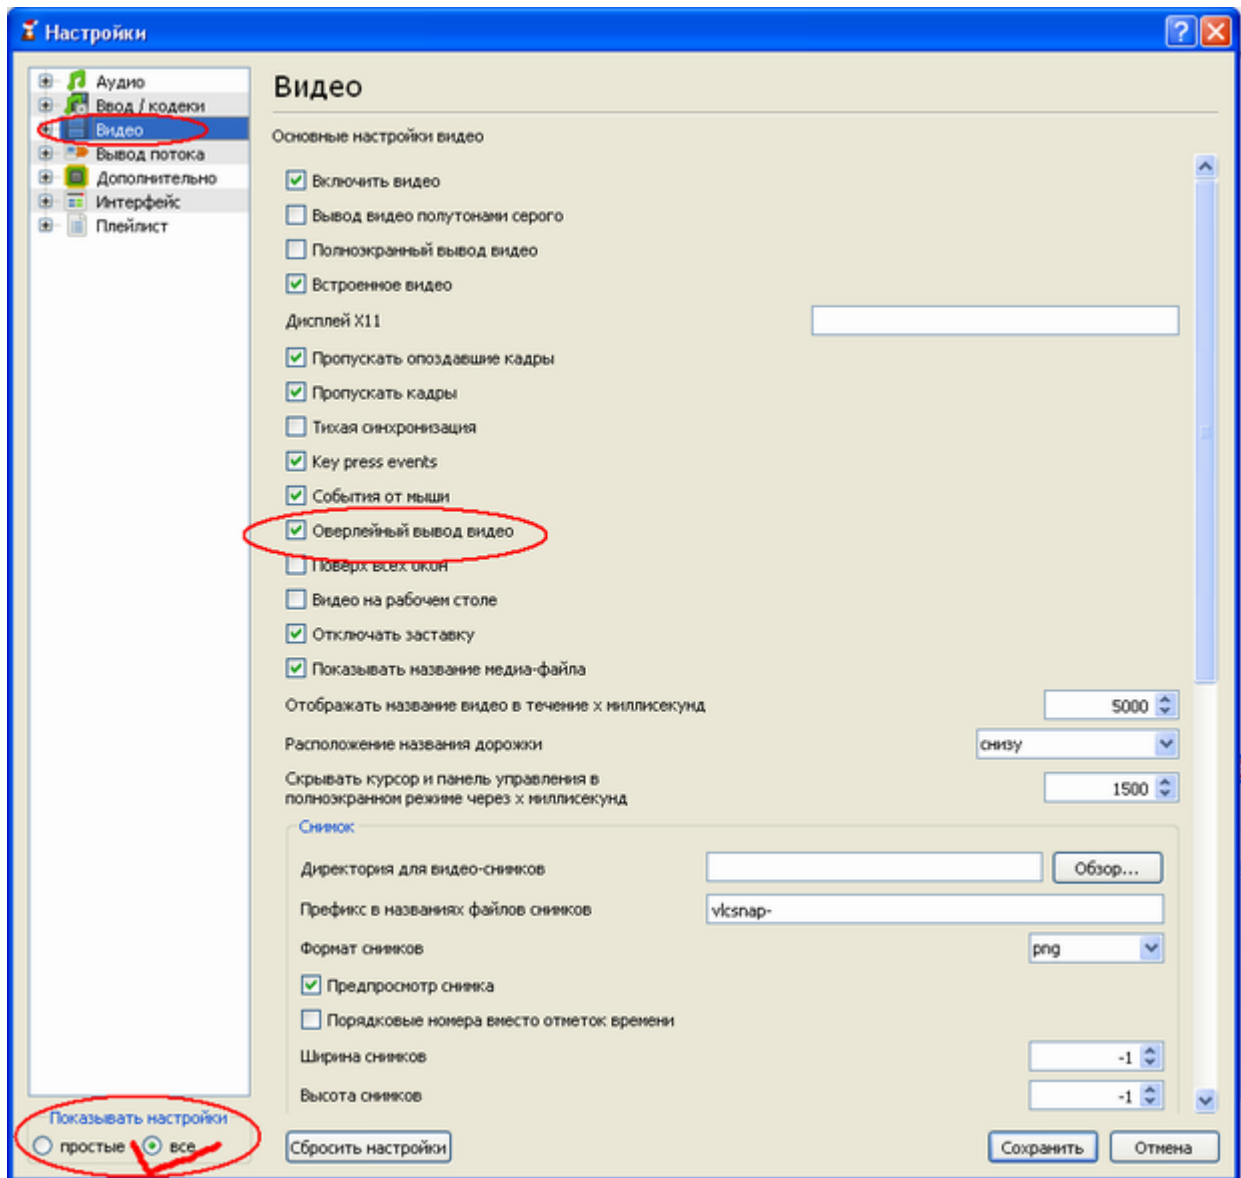 Настройки
Аудио
Ввод / кодеки
Видео
Вывод потока
Дополнительно
Интерфейс
Плейлист
Видео
Основные настройки видео
Включить видео
Вывод видео полутонами серого
Полноэкранный вывод видео
Встроенное видео
Дисплей X11
Пропускать опоздавшие кадры
Пропускать кадры
Тихая синхронизация
Key press events
События от мыши
Оверлейный вывод видео
Поверх всех окон
Видео на рабочем столе
Отключать заставку
Показывать название медиа-файла
Отображать название видео в течение x миллисекунд 5000
Расположение названия дорожки снизу
Скрывать курсор и панель управления в
полноэкранном режиме через x миллисекунд 1500
Снимок
Директория для видео-снимков Обзор...
Префикс в названиях файлов снимков vlcsnap-
Формат снимков png
Предпросмотр снимка
Порядковые номера вместо отметок времени
Ширина снимков -1
Высота снимков -1
Показывать настройки
простые все
Сбросить настройки Сохранить Отмена